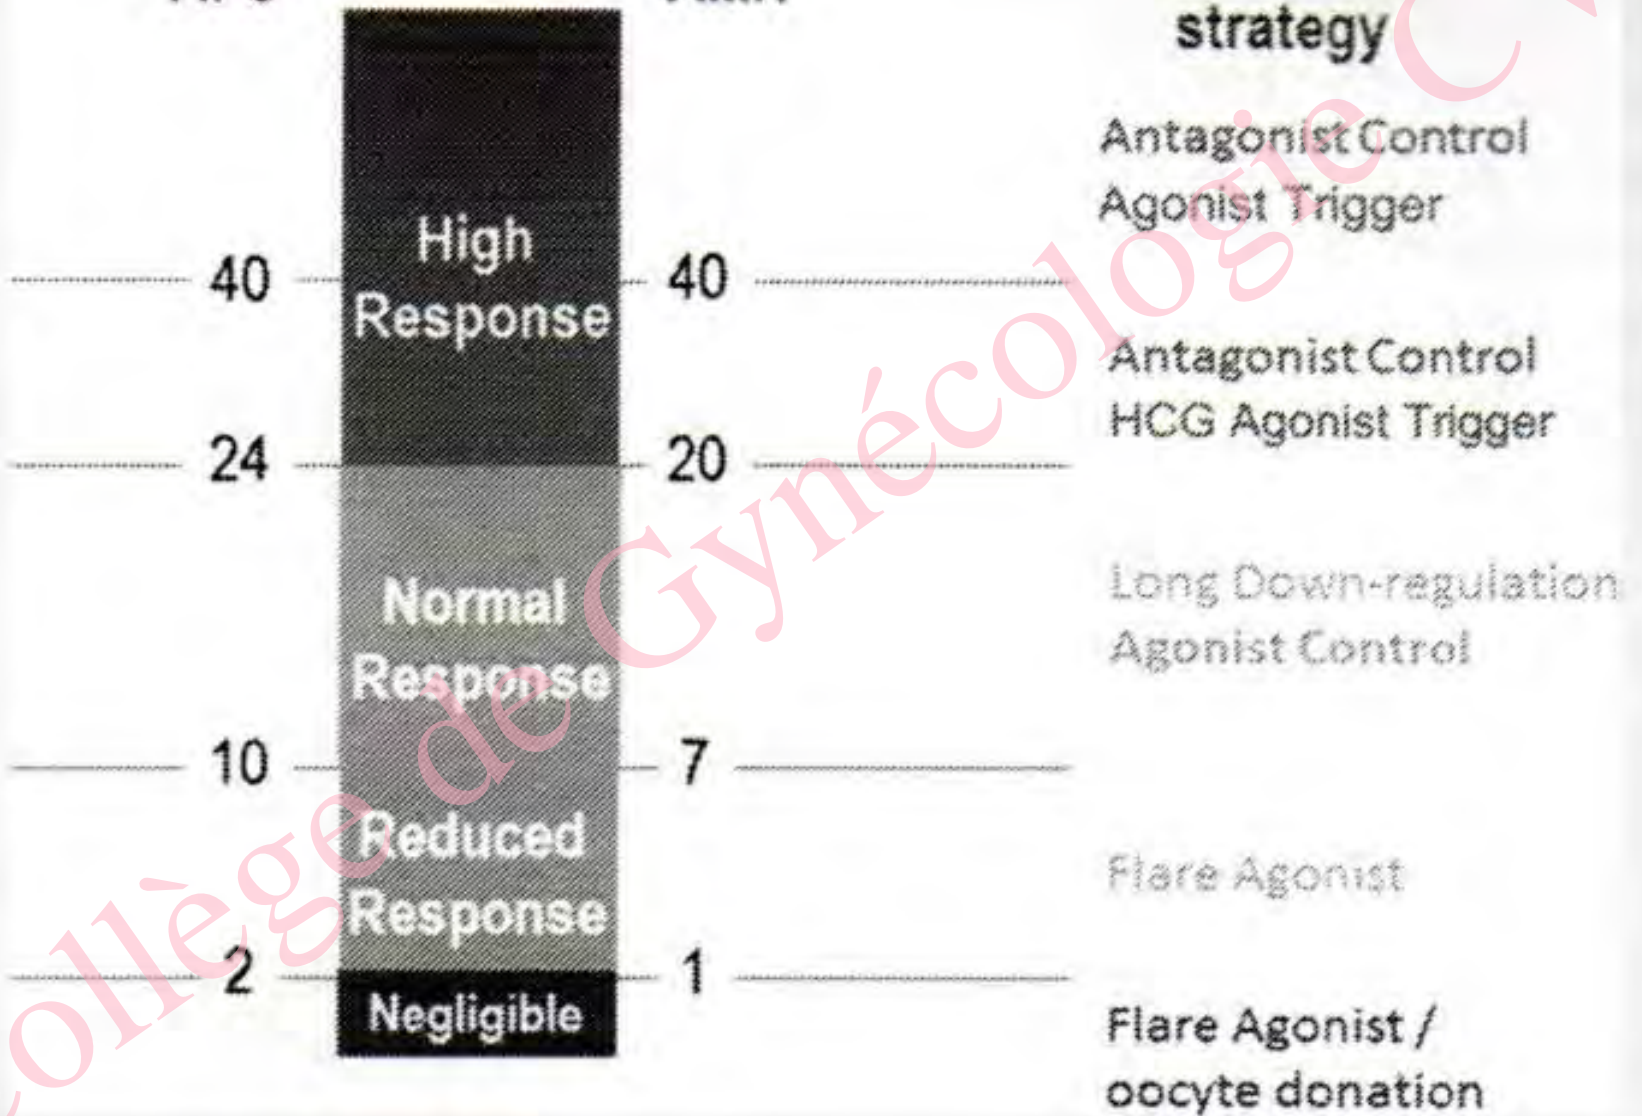 strategy
Antagonist Control
Agonist Trigger
High
Response
40
40
Antagonist Control
HCG Agonist Trigger
24
20
Normal
Response
Long Down-regulation
Agonist Control
10
7
Reduced
Response
Flare Agonist
2
1
Negligible
Flare Agonist /
oocyte donation
ollège de Gynécologie C